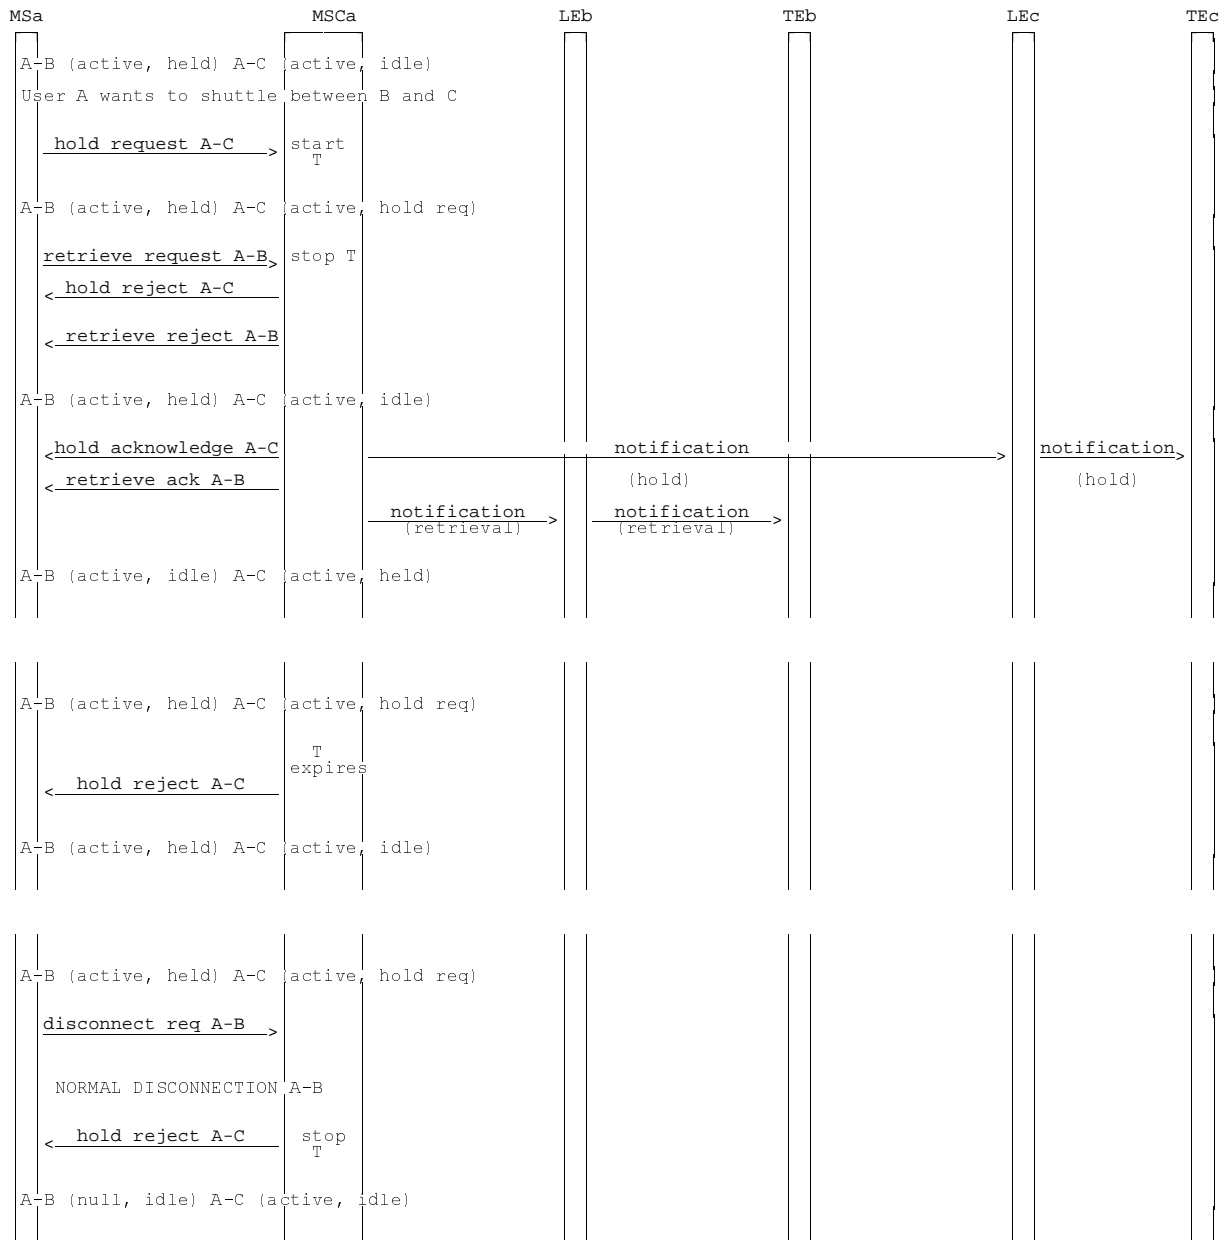 MSa MSCa LEb TEb LEc TEc
A-B (active, held) A-C (active, idle)
User A wants to shuttle between B and C
hold request A-C start
T
A-B (active, held) A-C (active, hold req)
retrieve request A-B stop T
hold reject A-C
retrieve reject A-B
A-B (active, held) A-C (active, idle)
hold acknowledge A-C notification notification
retrieve ack A-B (hold) (hold)
notification notification
(retrieval) (retrieval)
A-B (active, idle) A-C (active, held)
A-B (active, held) A-C (active, hold req)
T
expires
hold reject A-C
A-B (active, held) A-C (active, idle)
A-B (active, held) A-C (active, hold req)
disconnect req A-B
NORMAL DISCONNECTION A-B
hold reject A-C stop
T
A-B (null, idle) A-C (active, idle)